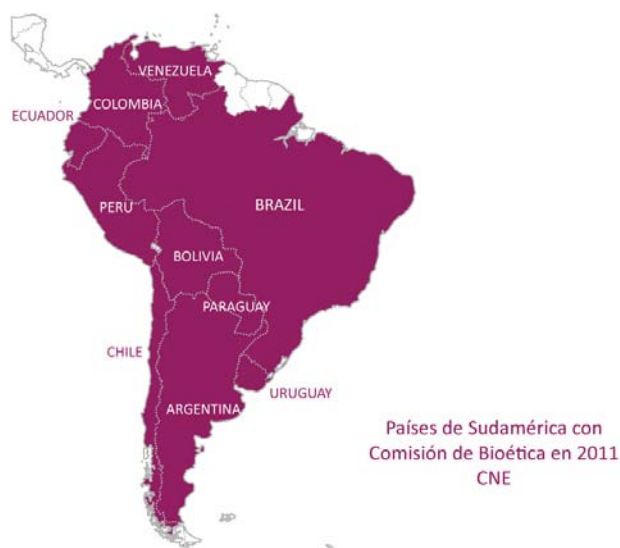 VENEZUELA
COLOMBIA
ECUADOR
PERU
BRAZIL
BOLIVIA
PARAGUAY
CHILE
URUGUAY
ARGENTINA
Países de Sudamérica con
Comisión de Bioética en 2011
CNE